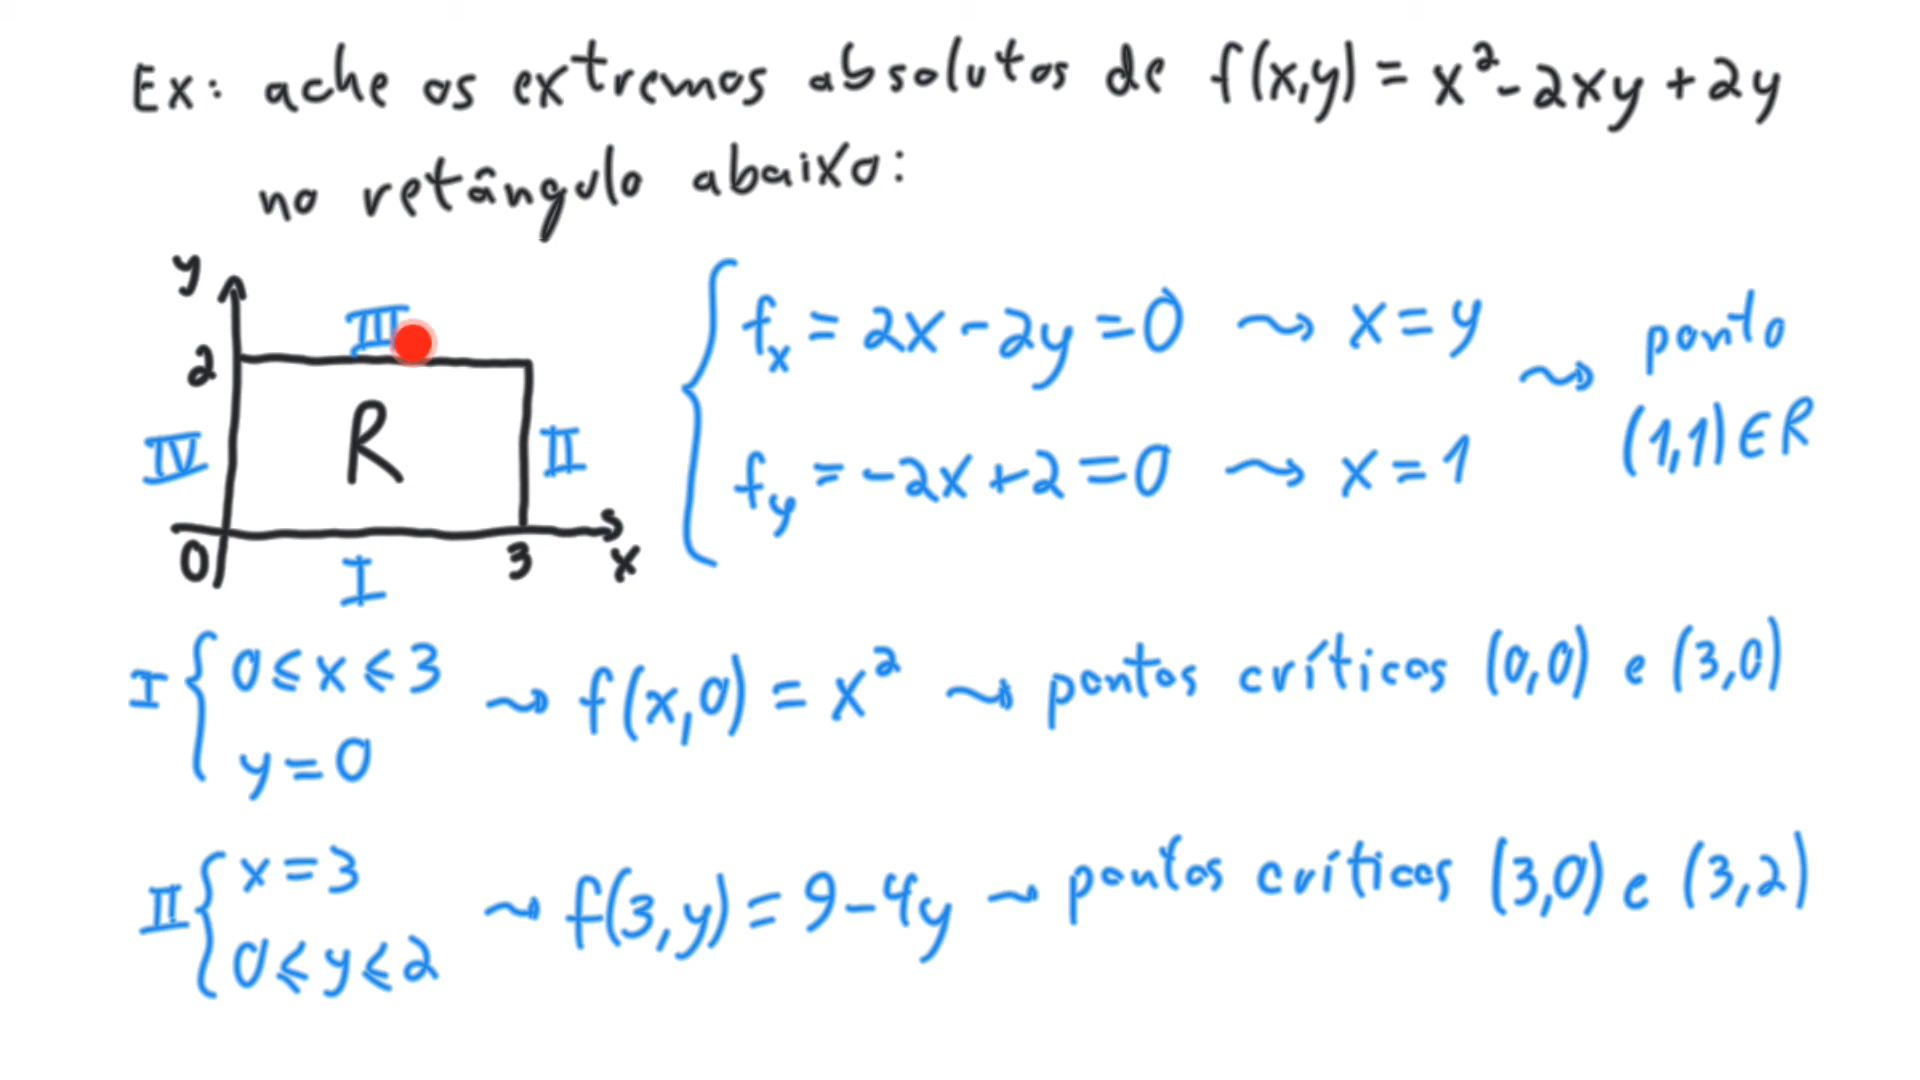 Ex: ache os extremos absolutos de f(x,y) = x² - 2xy + 2y
no retângulo abaixo:
y
III
2
R
IV
II
0
3
x
I
fx = 2x - 2y = 0 ⤳ x = y
fy = -2x + 2 = 0 ⤳ x = 1
⤳ ponto
(1,1) ∈ R
I { 0 ≤ x ≤ 3
y = 0
⤳ f(x,0) = x² ⤳ pontos críticos (0,0) e (3,0)
II { x = 3
0 ≤ y ≤ 2
⤳ f(3,y) = 9 - 4y ⤳ pontos críticos (3,0) e (3,2)